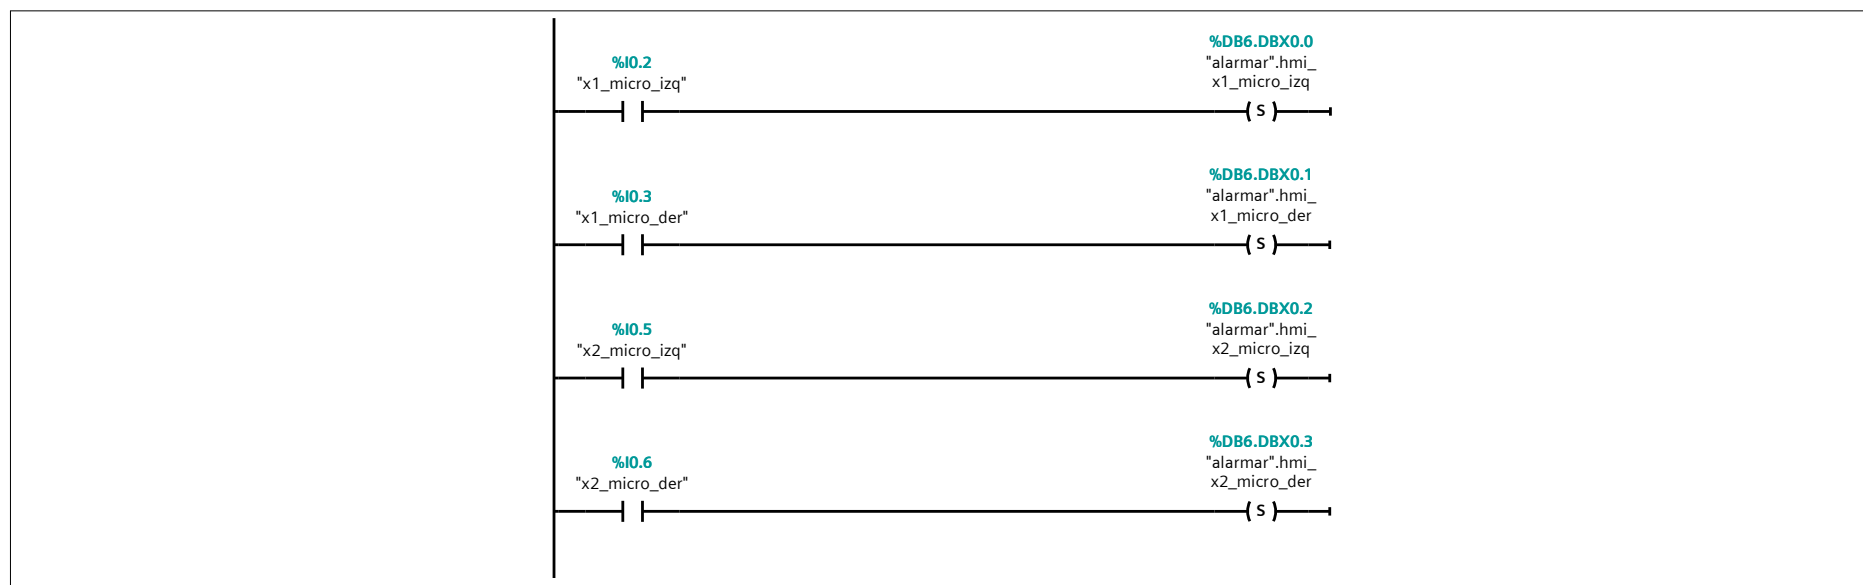 %DB6.DBX0.0
%I0.2
"alarmar".hmi_
"x1_micro_izq"
x1_micro_izq
S
%DB6.DBX0.1
%I0.3
"alarmar".hmi_
"x1_micro_der"
x1_micro_der
S
%DB6.DBX0.2
%I0.5
"alarmar".hmi_
"x2_micro_izq"
x2_micro_izq
S
%DB6.DBX0.3
%I0.6
"alarmar".hmi_
"x2_micro_der"
x2_micro_der
S